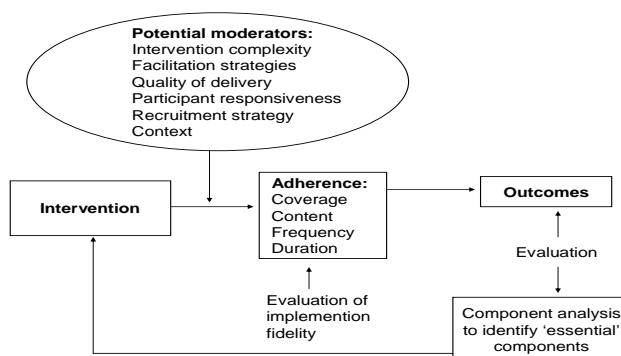 Potential moderators:
Intervention complexity
Facilitation strategies
Quality of delivery
Participant responsiveness
Recruitment strategy
Context
Intervention
Adherence:
Coverage
Content
Frequency
Duration
Outcomes
Evaluation
Evaluation of
implemention
fidelity
Component analysis
to identify ‘essential’
components